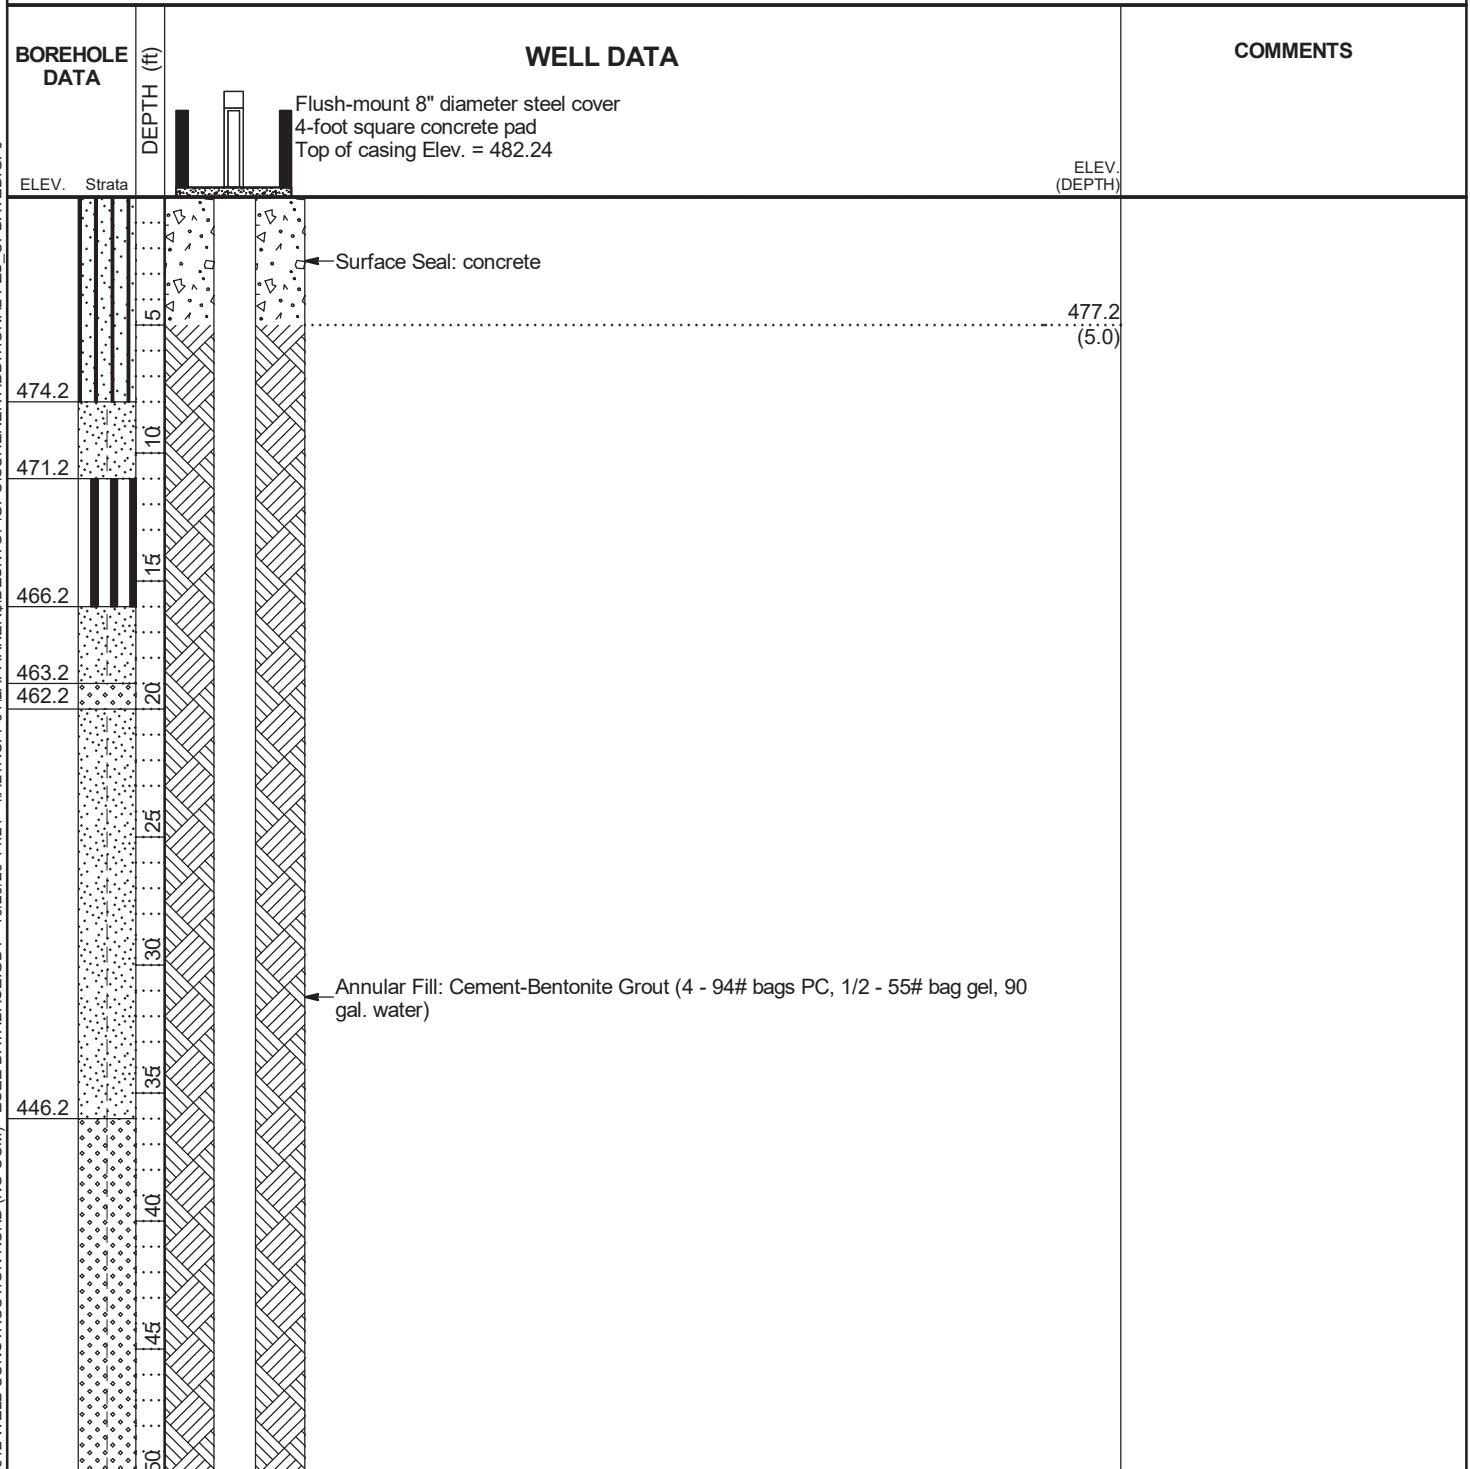 BOREHOLE
DATA
DEPTH (ft)
WELL DATA
COMMENTS
Flush-mount 8" diameter steel cover
4-foot square concrete pad
Top of casing Elev. = 482.24
ELEV.
(DEPTH)
ELEV. Strata
Surface Seal: concrete
477.2
5
(5.0)
474.2
10
471.2
15
466.2
463.2
462.2
20
25
30
Annular Fill: Cement-Bentonite Grout (4 - 94# bags PC, 1/2 - 55# bag gel, 90
gal. water)
35
446.2
40
45
50